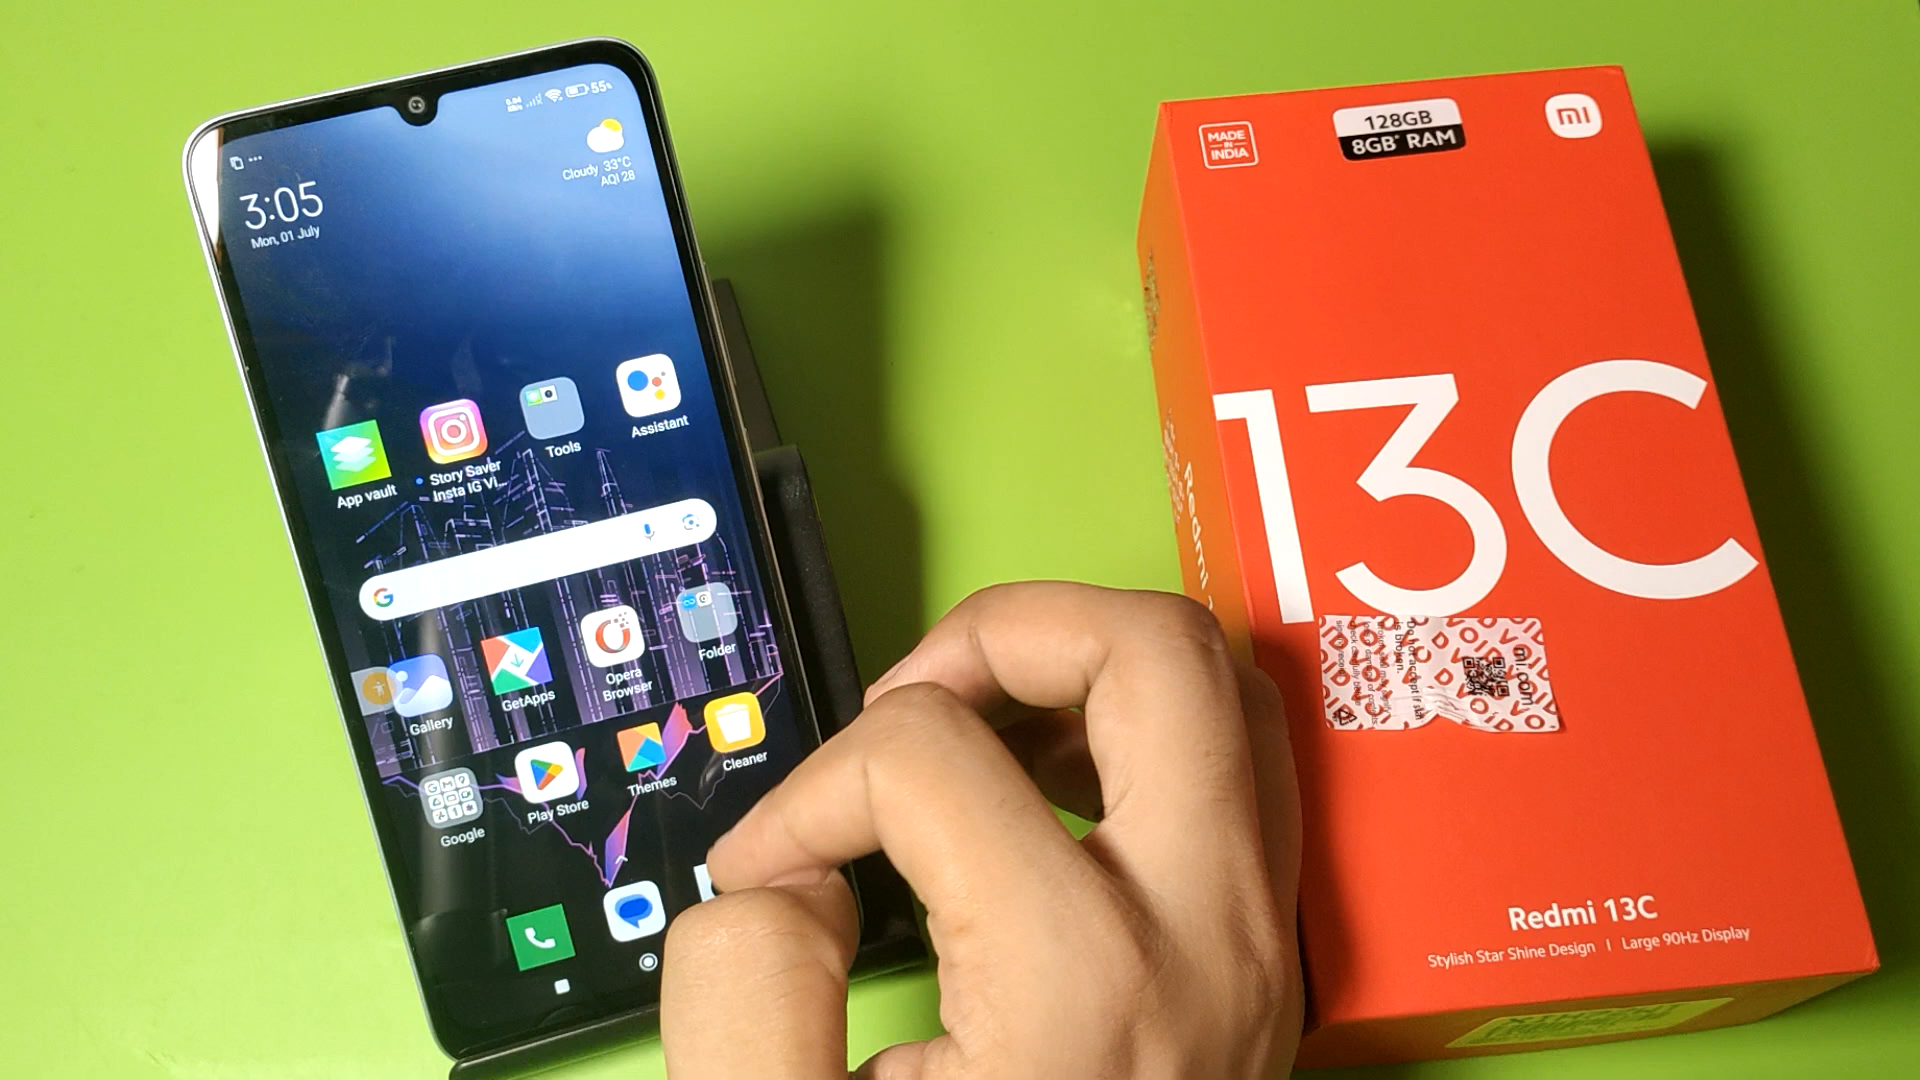 55%
Cloudy 33°C
AQI 28
3:05
Mon, 01 July
App vault
Story Saver
Insta IG Vi...
Tools
Assistant
G
Gallery
GetApps
Opera
Browser
Folder
Google
Play Store
Themes
Cleaner
MADE
IN
INDIA
128GB
8GB* RAM
mi
13C
Redmi
mi.com
VOID
Redmi 13C
Stylish Star Shine Design | Large 90Hz Display